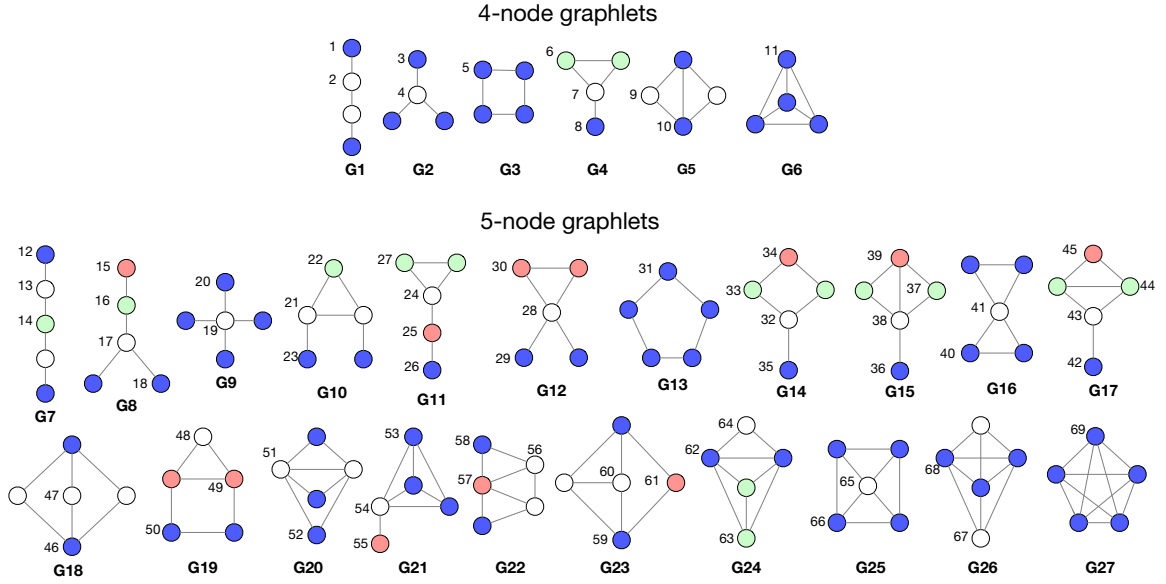 4-node graphlets
1 2 3 4 5 6 7 8 9 10 11
G1 G2 G3 G4 G5 G6
5-node graphlets
12 13 14 15 16 17 18 19 20 21 22 23 24 25 26 27 28 29 30 31 32 33 34 35 36 37 38 39 40 41 42 43 44 45
G7 G8 G9 G10 G11 G12 G13 G14 G15 G16 G17
46 47 48 49 50 51 52 53 54 55 56 57 58 59 60 61 62 63 64 65 66 67 68 69
G18 G19 G20 G21 G22 G23 G24 G25 G26 G27